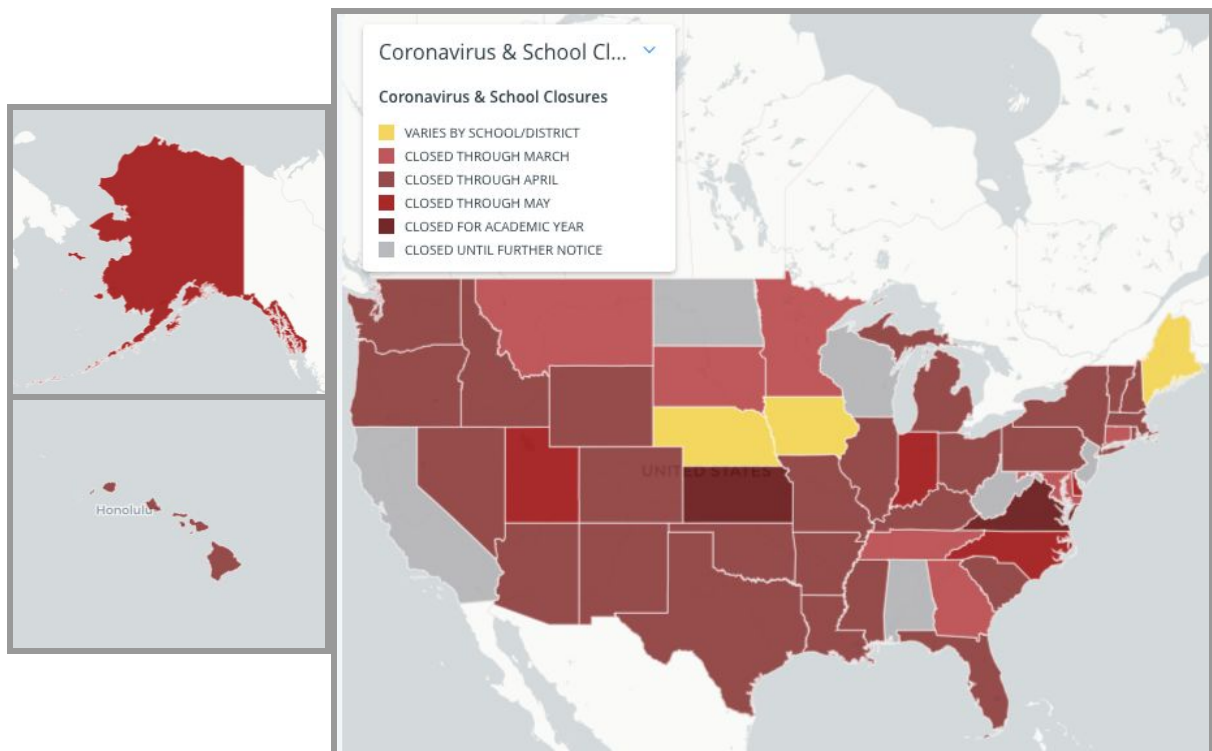 Coronavirus & School Cl...
Coronavirus & School Closures
VARIES BY SCHOOL/DISTRICT
CLOSED THROUGH MARCH
CLOSED THROUGH APRIL
CLOSED THROUGH MAY
CLOSED FOR ACADEMIC YEAR
CLOSED UNTIL FURTHER NOTICE
UNITED STATES
Honolulu